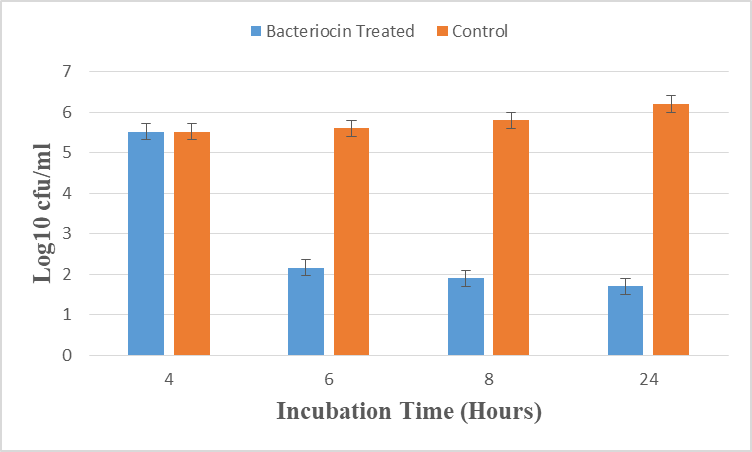 Bacteriocin Treated Control
7
6
5
4
3
2
1
0
Log10 cfu/ml
4 6 8 24
Incubation Time (Hours)